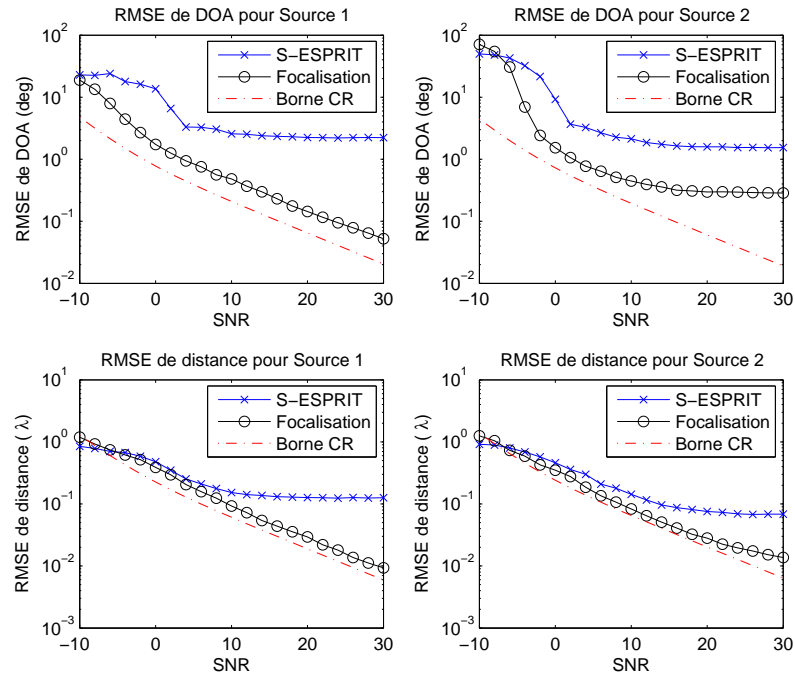 RMSE de DOA pour Source 1
RMSE de DOA (deg)
10^2
10^1
10^0
10^-1
10^-2
−10
0
10
20
30
SNR
S−ESPRIT
Focalisation
Borne CR
RMSE de DOA pour Source 2
RMSE de DOA (deg)
10^2
10^1
10^0
10^-1
10^-2
−10
0
10
20
30
SNR
S−ESPRIT
Focalisation
Borne CR
RMSE de distance pour Source 1
RMSE de distance ( λ)
10^1
10^0
10^-1
10^-2
10^-3
−10
0
10
20
30
SNR
S−ESPRIT
Focalisation
Borne CR
RMSE de distance pour Source 2
RMSE de distance ( λ)
10^1
10^0
10^-1
10^-2
10^-3
−10
0
10
20
30
SNR
S−ESPRIT
Focalisation
Borne CR